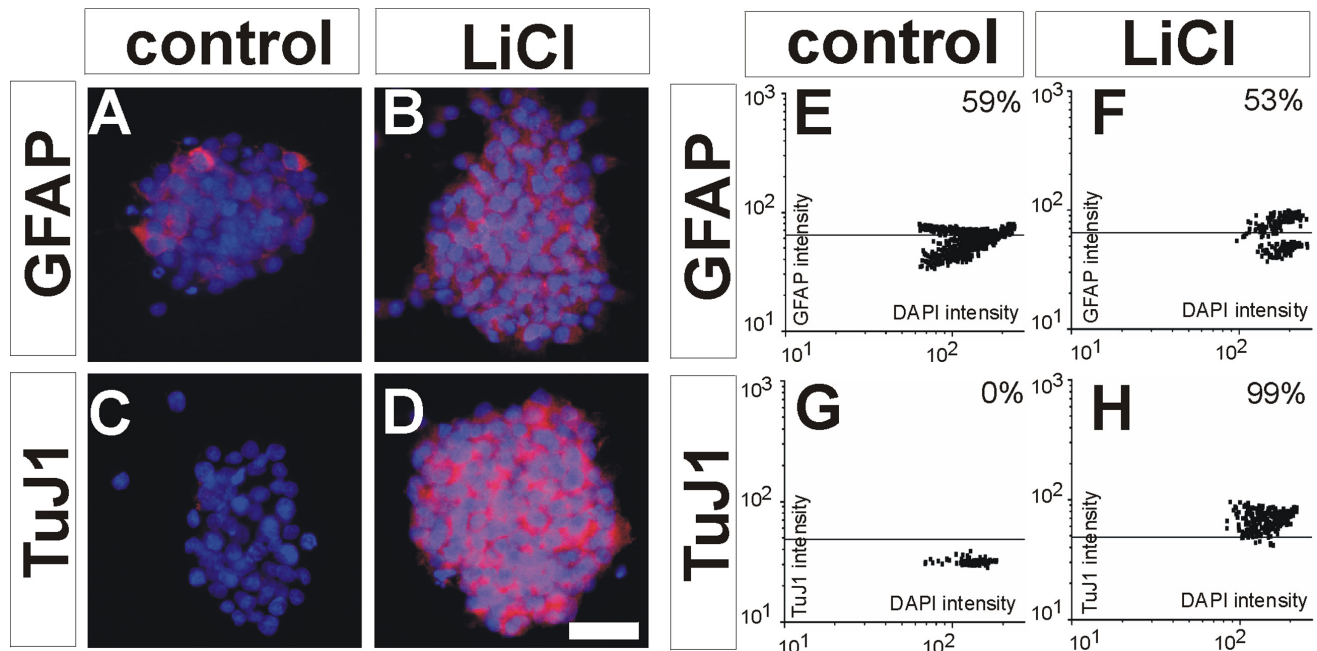 control LiCl control LiCl
GFAP
A B
GFAP
E 59%
10³
10²
10¹
GFAP intensity
DAPI intensity
10¹ 10²
F 53%
10³
10²
10¹
GFAP intensity
DAPI intensity
10¹ 10²
TuJ1
C D
TuJ1
G 0%
10³
10²
10¹
TuJ1 intensity
DAPI intensity
10¹ 10²
H 99%
10³
10²
10¹
TuJ1 intensity
DAPI intensity
10¹ 10²